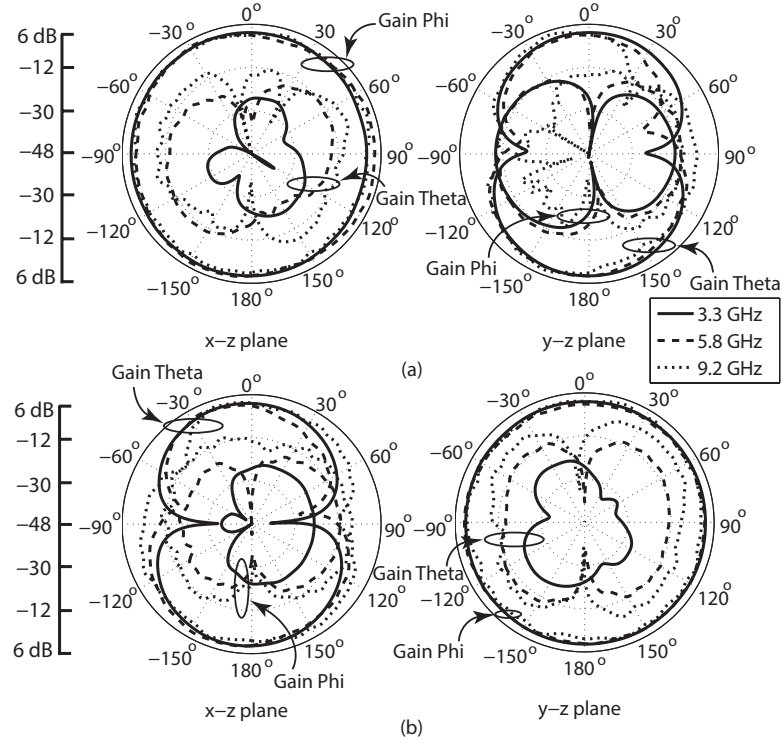 0°
30
60°
90°
120°
150°
180°
−150°
−120°
−90°
−60°
−30°
6 dB
-12
-30
-48
-30
-12
6 dB
Gain Phi
Gain Theta
x−z plane
0°
30
60°
90°
120°
150°
180°
−150°
−120°
−90°
−60°
−30°
Gain Phi
Gain Theta
y−z plane
3.3 GHz
5.8 GHz
9.2 GHz
(a)
Gain Theta
0°
30°
60°
90°
120°
150°
180°
−150°
−120°
−90°
−60°
−30°
6 dB
-12
-30
-48
-30
-12
6 dB
Gain Phi
x−z plane
0°
30°
60°
90°
120°
150°
180°
−150°
−120°
−90°
−60°
−30°
Gain Theta
Gain Phi
y−z plane
(b)